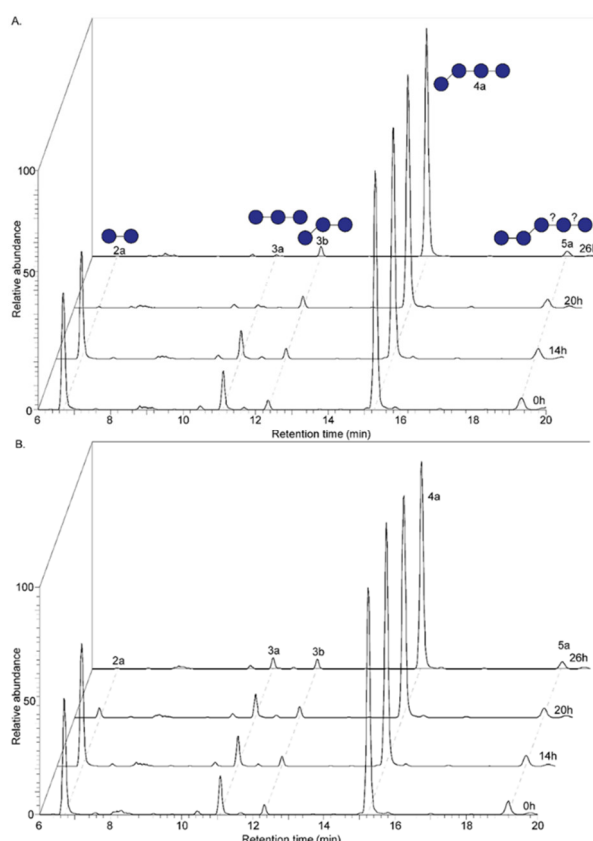 A.
4a
100
2a
3a
3b
? ?
5a
26h
50
20h
14h
0h
0
6
8
10
12
14
16
18
20
Relative abundance
Retention time (min)
B.
4a
100
2a
3a
3b
5a
26h
50
20h
14h
0h
0
6
8
10
12
14
16
18
20
Relative abundance
Retention time (min)